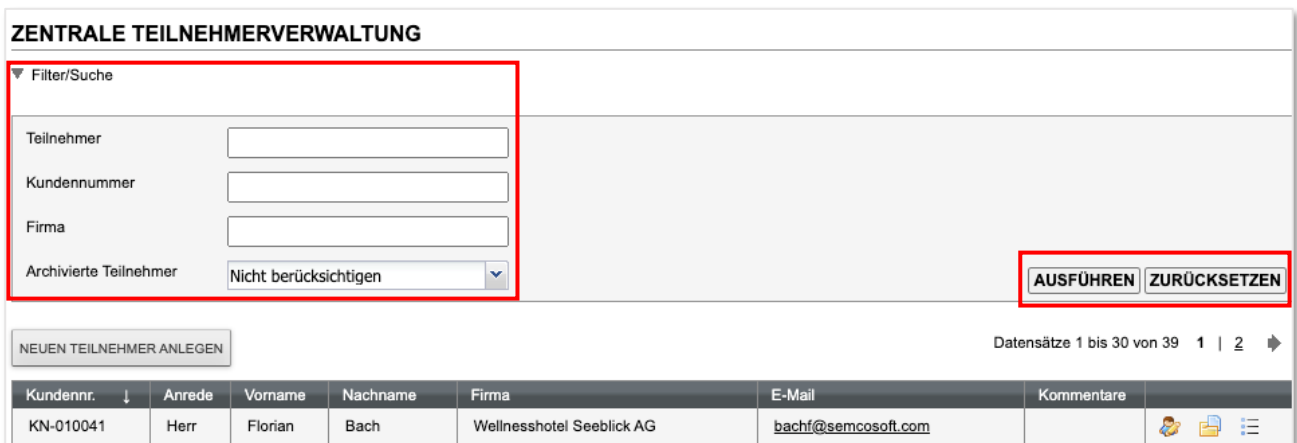 ZENTRALE TEILNEHMERVERWALTUNG
Filter/Suche
Teilnehmer
Kundennummer
Firma
Archivierte Teilnehmer Nicht berücksichtigen
AUSFÜHREN ZURÜCKSETZEN
NEUEN TEILNEHMER ANLEGEN Datensätze 1 bis 30 von 39 1 | 2
Kundennr. ↓ Anrede Vorname Nachname Firma E-Mail Kommentare
KN-010041 Herr Florian Bach Wellnesshotel Seeblick AG bachf@semcosoft.com